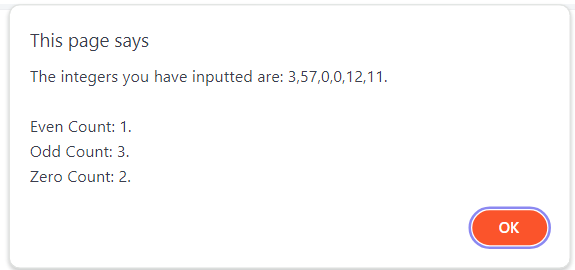 This page says
The integers you have inputted are: 3,57,0,0,12,11.
Even Count: 1.
Odd Count: 3.
Zero Count: 2.
OK